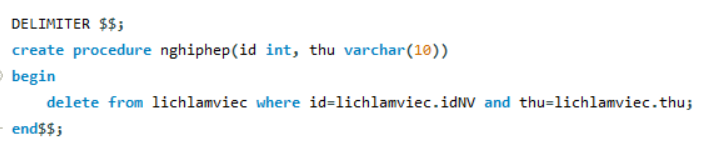 DELIMITER $$;
create procedure nghiphep(id int, thu varchar(10))
begin
    delete from lichlamviec where id=lichlamviec.idNV and thu=lichlamviec.thu;
end$$;